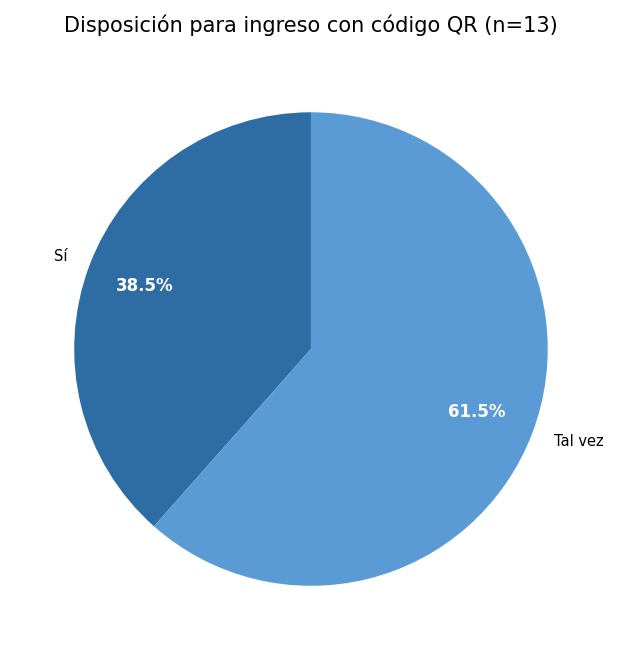 Disposición para ingreso con código QR (n=13)
Sí
38.5%
61.5%
Tal vez